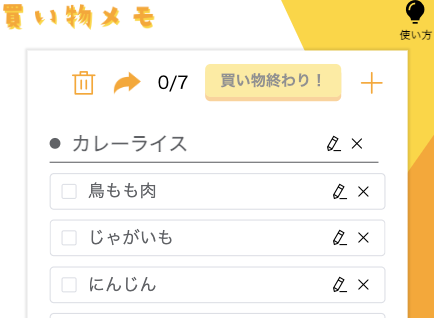 買い物メモ
使い方
0/7 買い物終わり！
カレーライス
鳥もも肉
じゃがいも
にんじん